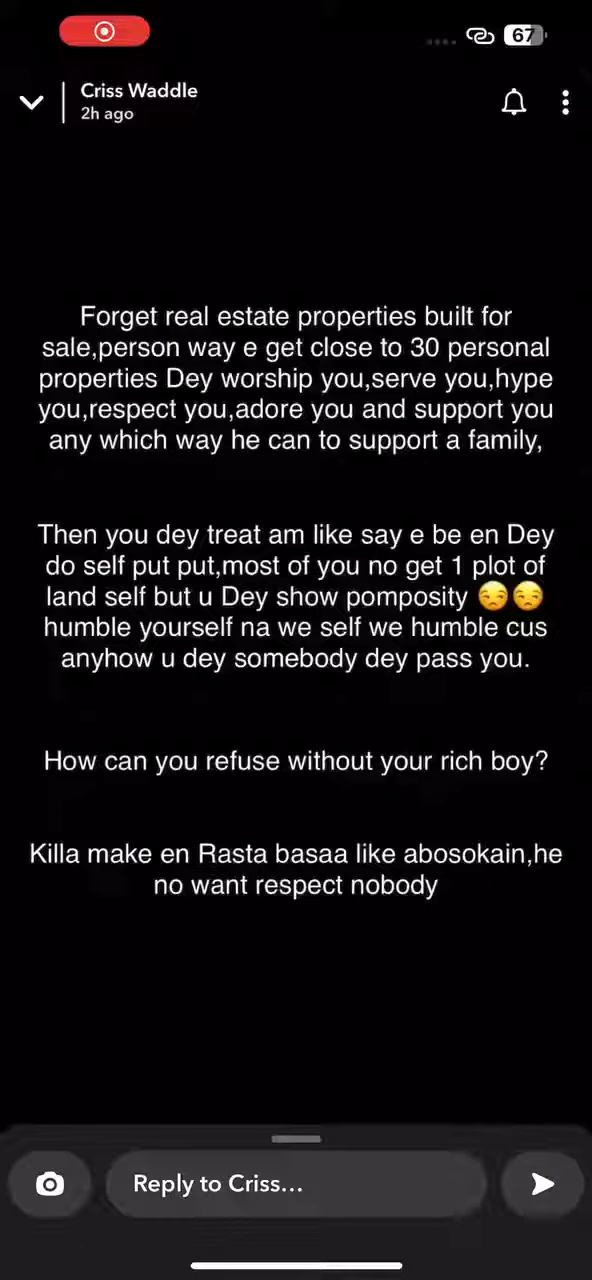 67
Criss Waddle
2h ago
Forget real estate properties built for
sale,person way e get close to 30 personal
properties Dey worship you,serve you,hype
you,respect you,adore you and support you
any which way he can to support a family,
Then you dey treat am like say e be en Dey
do self put put,most of you no get 1 plot of
land self but u Dey show pomposity 😒😒
humble yourself na we self we humble cus
anyhow u dey somebody dey pass you.
How can you refuse without your rich boy?
Killa make en Rasta basaa like abosokain,he
no want respect nobody
Reply to Criss...